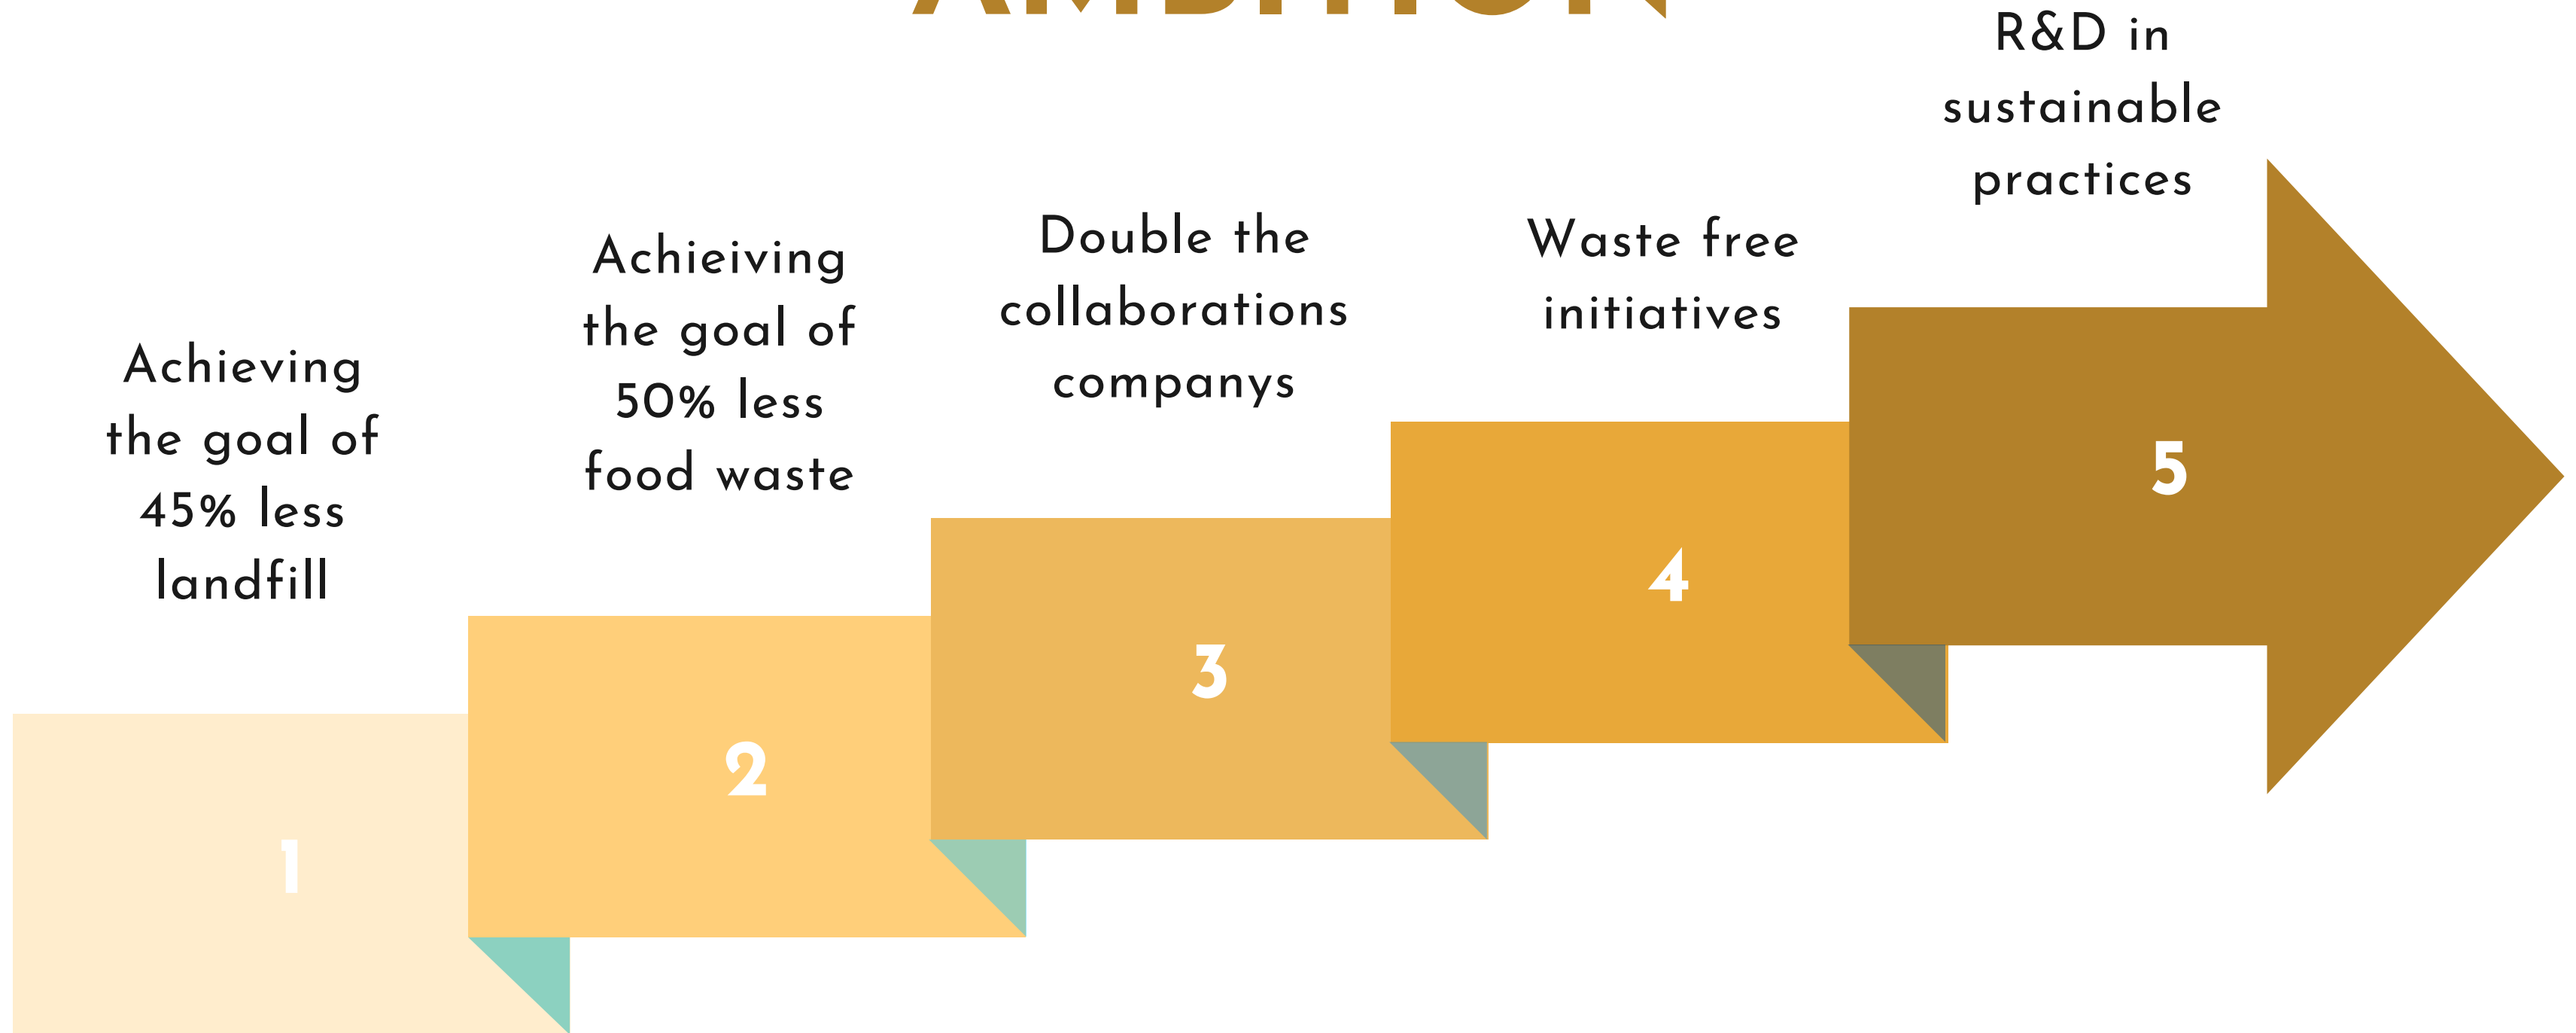 AMBITION
Achieving
the goal of
45% less
landfill
1
Achieiving
the goal of
50% less
food waste
2
Double the
collaborations
companys
3
Waste free
initiatives
4
R&D in
sustainable
practices
5